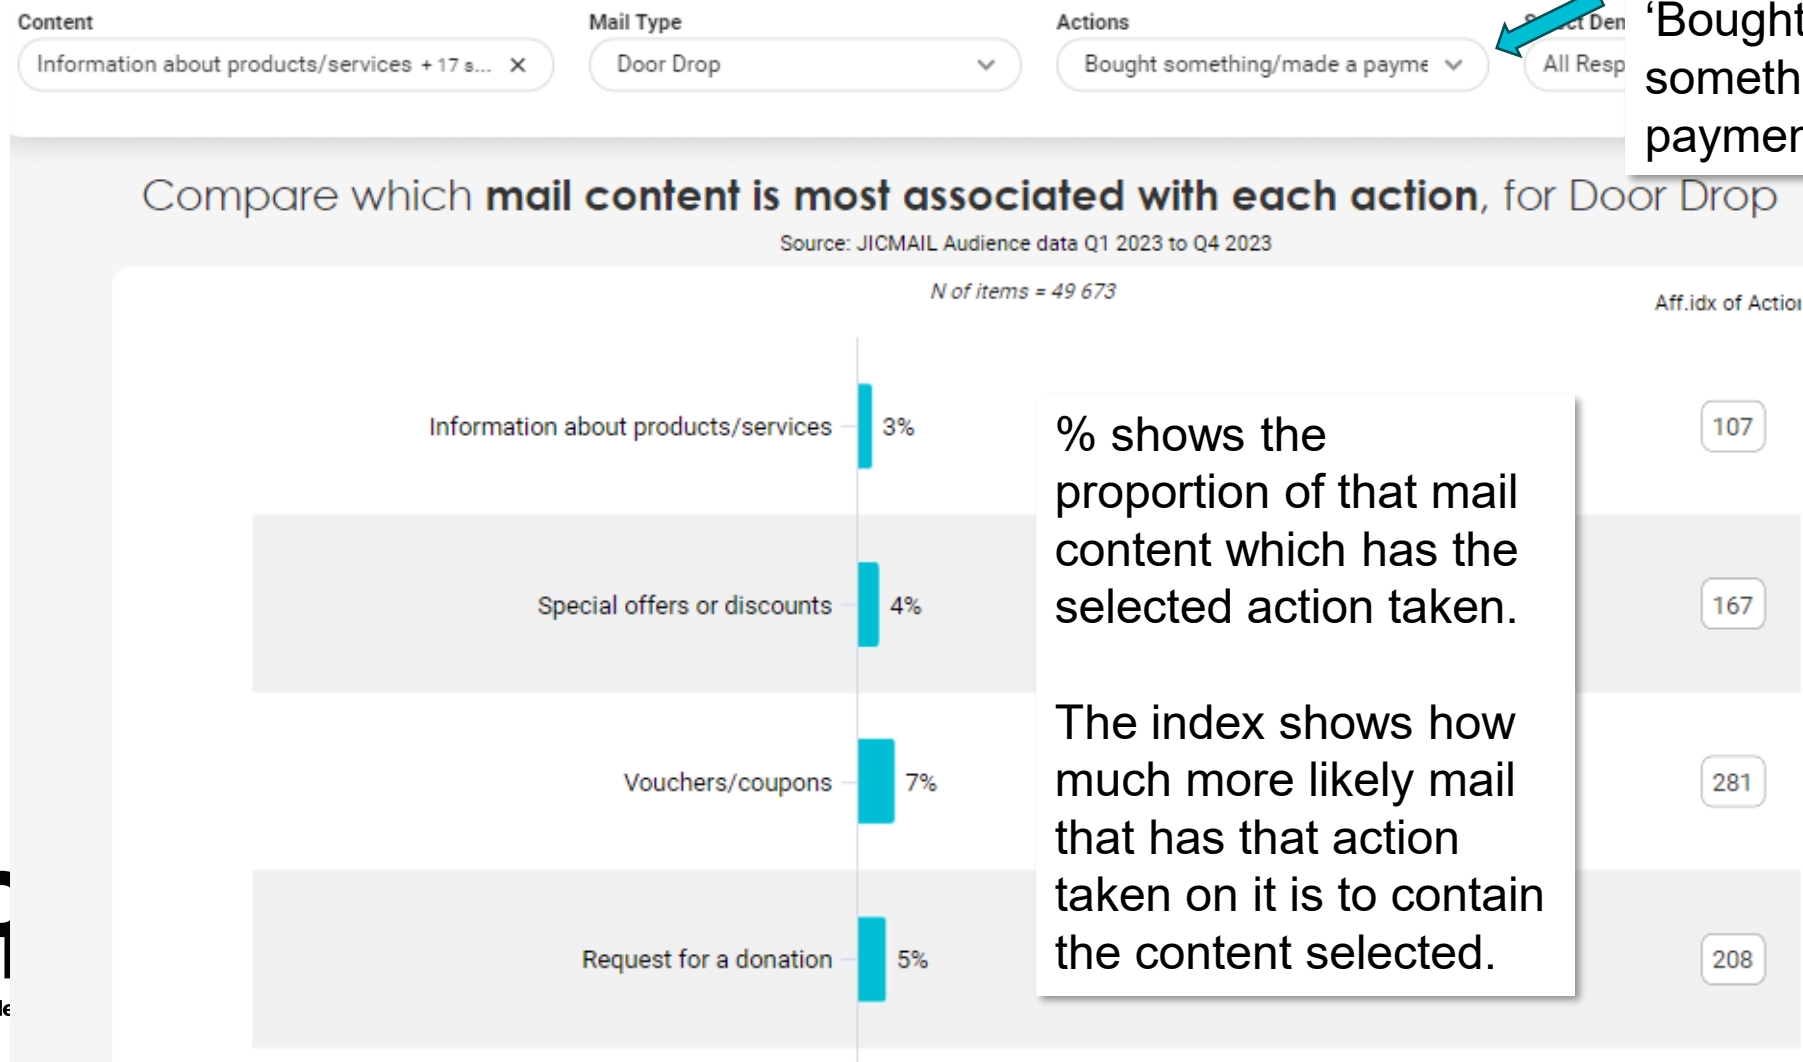 Content
Mail Type
Actions
Information about products/services + 17 s... ×
Door Drop
Bought something/made a payme
All Resp
'Bought
someth
paymen
Compare which mail content is most associated with each action, for Door Drop
Source: JICMAIL Audience data Q1 2023 to Q4 2023
N of items = 49 673
Aff.idx of Action
Information about products/services 3% 107
Special offers or discounts 4% 167
Vouchers/coupons 7% 281
Request for a donation 5% 208
% shows the
proportion of that mail
content which has the
selected action taken.
The index shows how
much more likely mail
that has that action
taken on it is to contain
the content selected.